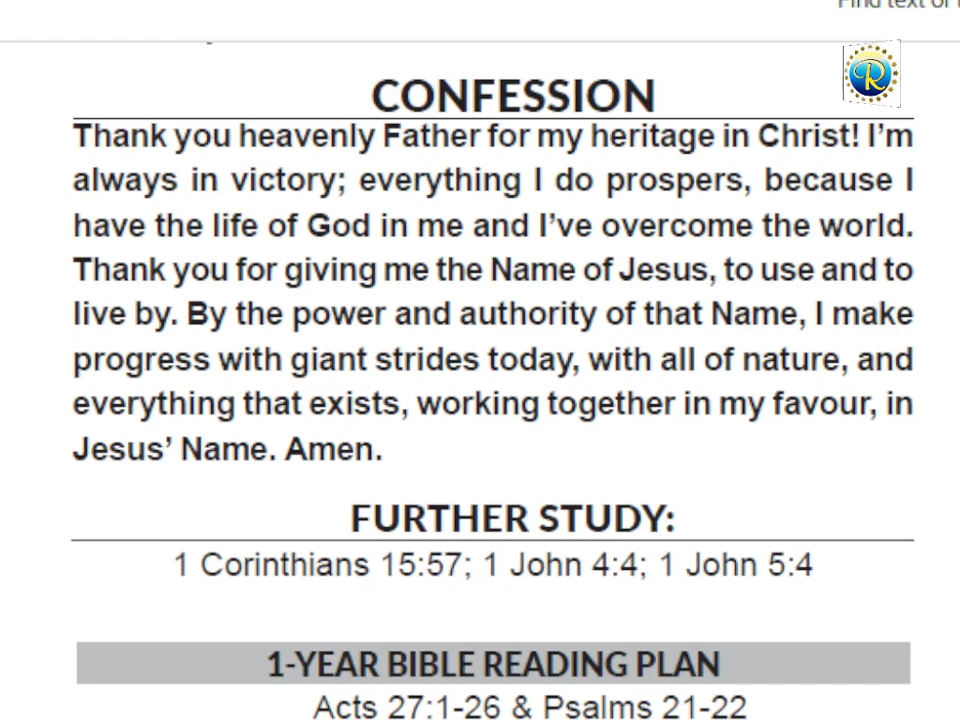 CONFESSION
Thank you heavenly Father for my heritage in Christ! I’m
always in victory; everything I do prospers, because I
have the life of God in me and I’ve overcome the world.
Thank you for giving me the Name of Jesus, to use and to
live by. By the power and authority of that Name, I make
progress with giant strides today, with all of nature, and
everything that exists, working together in my favour, in
Jesus’ Name. Amen.
FURTHER STUDY:
1 Corinthians 15:57; 1 John 4:4; 1 John 5:4
1-YEAR BIBLE READING PLAN
Acts 27:1-26 & Psalms 21-22